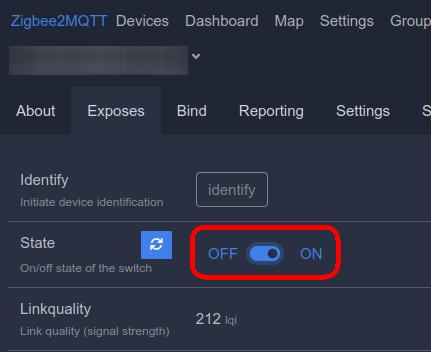 Zigbee2MQTT Devices Dashboard Map Settings Group
About Exposes Bind Reporting Settings S
Identify
identify
Initiate device identification
State
OFF ON
On/off state of the switch
Linkquality
212 lqi
Link quality (signal strength)